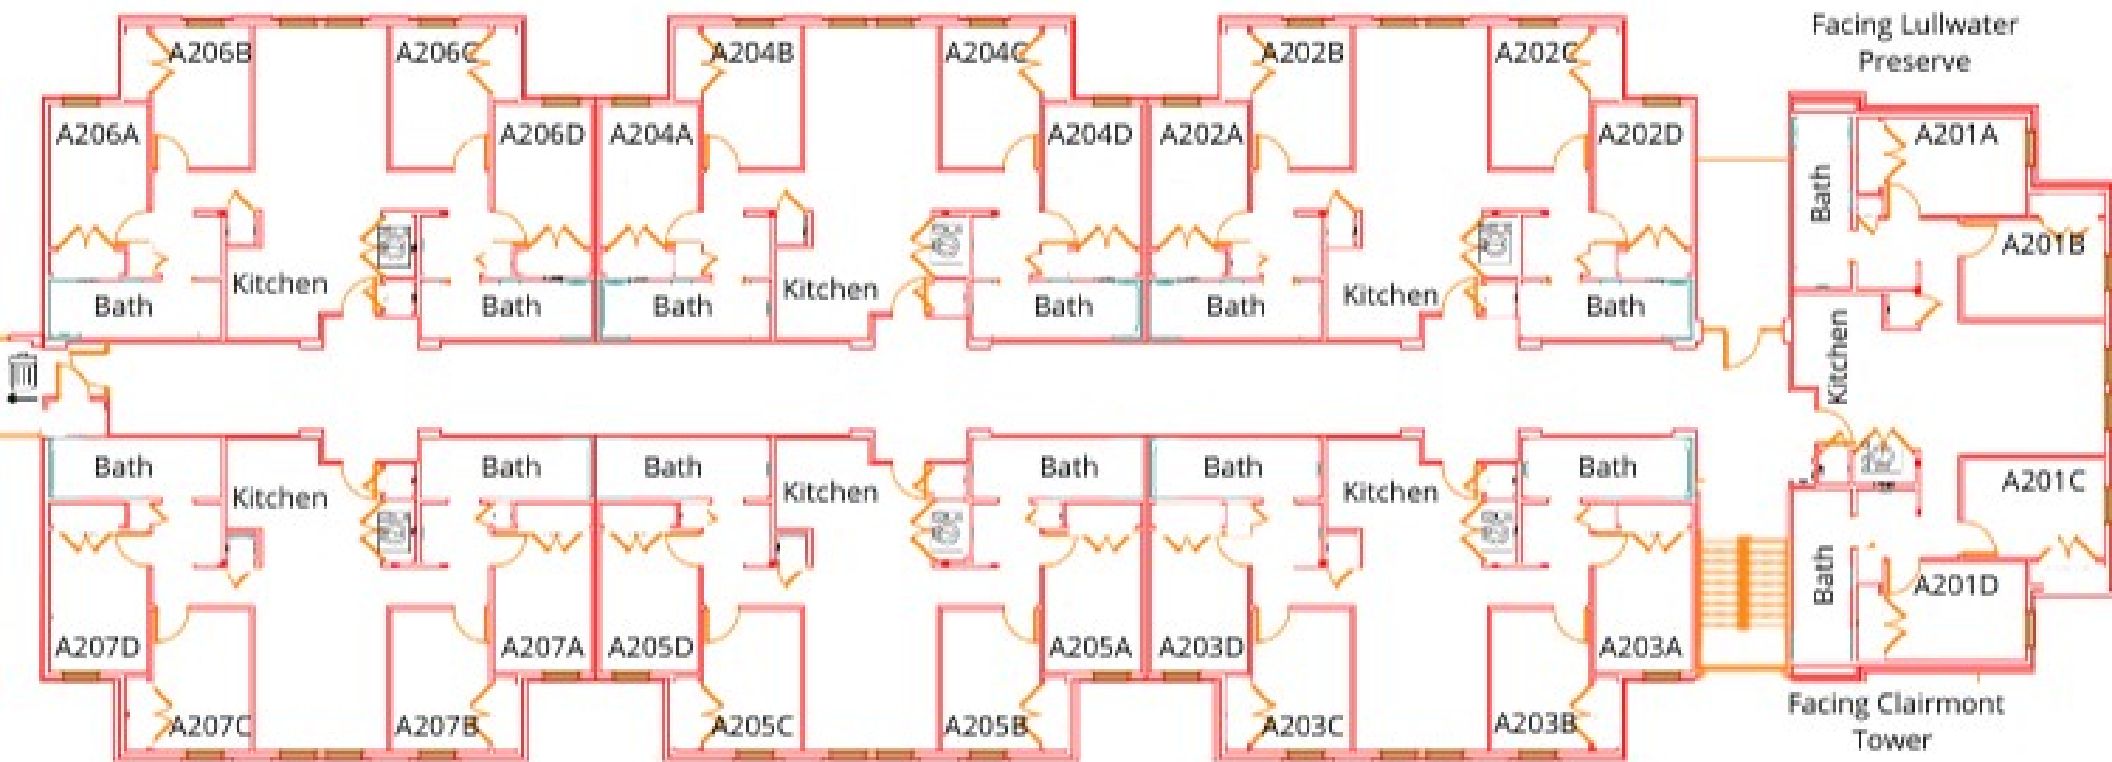 Facing Lullwater
Preserve
A206B
A206C
A204B
A204C
A202B
A202C
A206A
A206D
A204A
A204D
A202A
A202D
A201A
Bath
A201B
Kitchen
Kitchen
Kitchen
Bath
Bath
Bath
Bath
Bath
Bath
Kitchen
Bath
Bath
Bath
Bath
Bath
Bath
Kitchen
Kitchen
Kitchen
A201C
Bath
A201D
A207D
A207A
A205D
A205A
A203D
A203A
A207C
A207B
A205C
A205B
A203C
A203B
Facing Clairmont
Tower